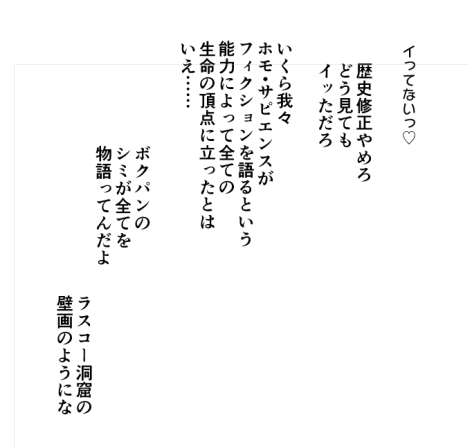 イってないっ♡
歴史修正やめろ
どう見ても
イッただろ
いくら我々
ホモ・サピエンスが
フィクションを語るという
能力によって全ての
生命の頂点に立ったとは
いえ……
ボクパンの
シミが全てを
物語ってんだよ
ラスコー洞窟の
壁画のようにな